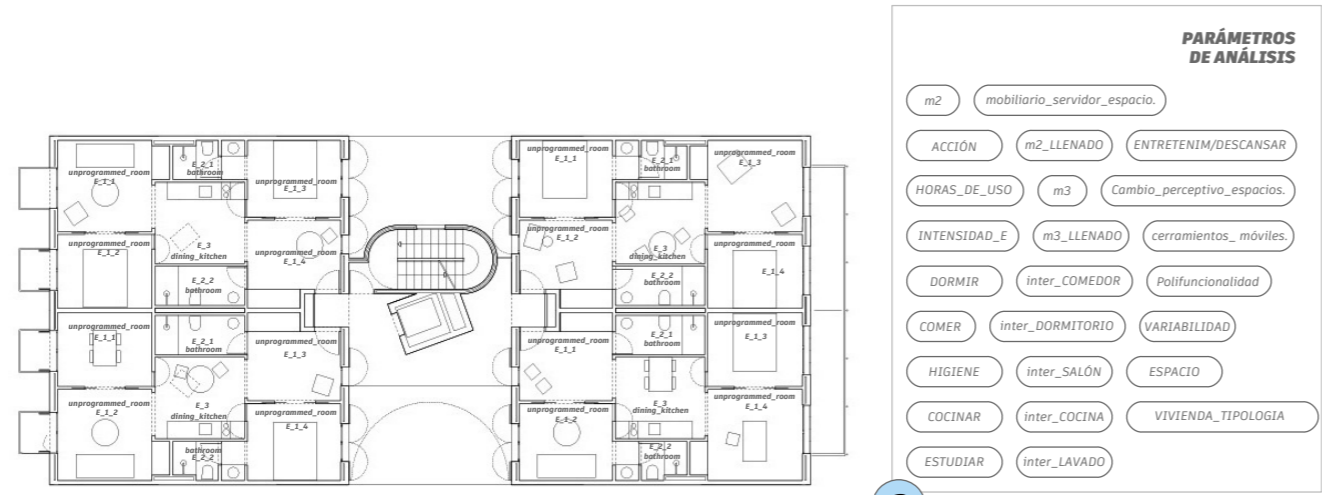 unprogrammed_room
E_1_1
E_2_1
bathroom
unprogrammed_room
E_1_3
E_3
dining_kitchen
unprogrammed_room
E_1_2
unprogrammed_room
E_1_4
E_2_2
bathroom
unprogrammed_room
E_1_1
E_2_1
bathroom
unprogrammed_room
E_1_3
unprogrammed_room
E_1_2
E_3
dining_kitchen
unprogrammed_room
E_1_4
bathroom
E_2_2
unprogrammed_room
E_1_1
E_2_1
bathroom
unprogrammed_room
E_1_3
unprogrammed_room
E_1_2
E_3
dining_kitchen
unprogrammed_room
E_1_4
E_2_2
bathroom
unprogrammed_room
E_1_1
E_2_1
bathroom
unprogrammed_room
E_1_3
unprogrammed_room
E_1_2
E_3
dining_kitchen
unprogrammed_room
E_1_4
E_2_2
bathroom
PARÁMETROS
DE ANÁLISIS
m2 mobiliario_servidor_espacio.
ACCIÓN m2_LLENADO ENTRETENIM/DESCANSAR
HORAS_DE_USO m3 Cambio_perceptivo_espacios.
INTENSIDAD_E m3_LLENADO cerramientos_ móviles.
DORMIR inter_COMEDOR Polifuncionalidad
COMER inter_DORMITORIO VARIABILIDAD
HIGIENE inter_SALÓN ESPACIO
COCINAR inter_COCINA VIVIENDA_TIPOLOGIA
ESTUDIAR inter_LAVADO